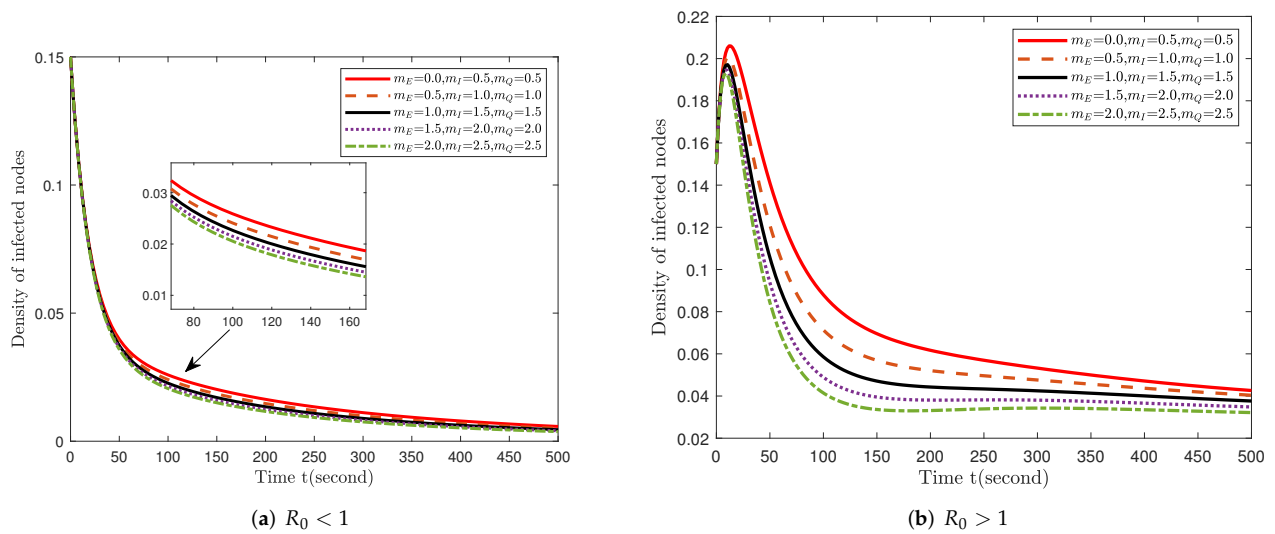 0.15
0.1
0.05
0
Density of infected nodes
m_E=0.0,m_I=0.5,m_Q=0.5
m_E=0.5,m_I=1.0,m_Q=1.0
m_E=1.0,m_I=1.5,m_Q=1.5
m_E=1.5,m_I=2.0,m_Q=2.0
m_E=2.0,m_I=2.5,m_Q=2.5
0.03
0.02
0.01
80 100 120 140 160
0 50 100 150 200 250 300 350 400 450 500
Time t(second)
(a) R_0 < 1
0.22
0.2
0.18
0.16
0.14
0.12
0.1
0.08
0.06
0.04
0.02
Density of infected nodes
m_E=0.0,m_I=0.5,m_Q=0.5
m_E=0.5,m_I=1.0,m_Q=1.0
m_E=1.0,m_I=1.5,m_Q=1.5
m_E=1.5,m_I=2.0,m_Q=2.0
m_E=2.0,m_I=2.5,m_Q=2.5
0 50 100 150 200 250 300 350 400 450 500
Time t(second)
(b) R_0 > 1